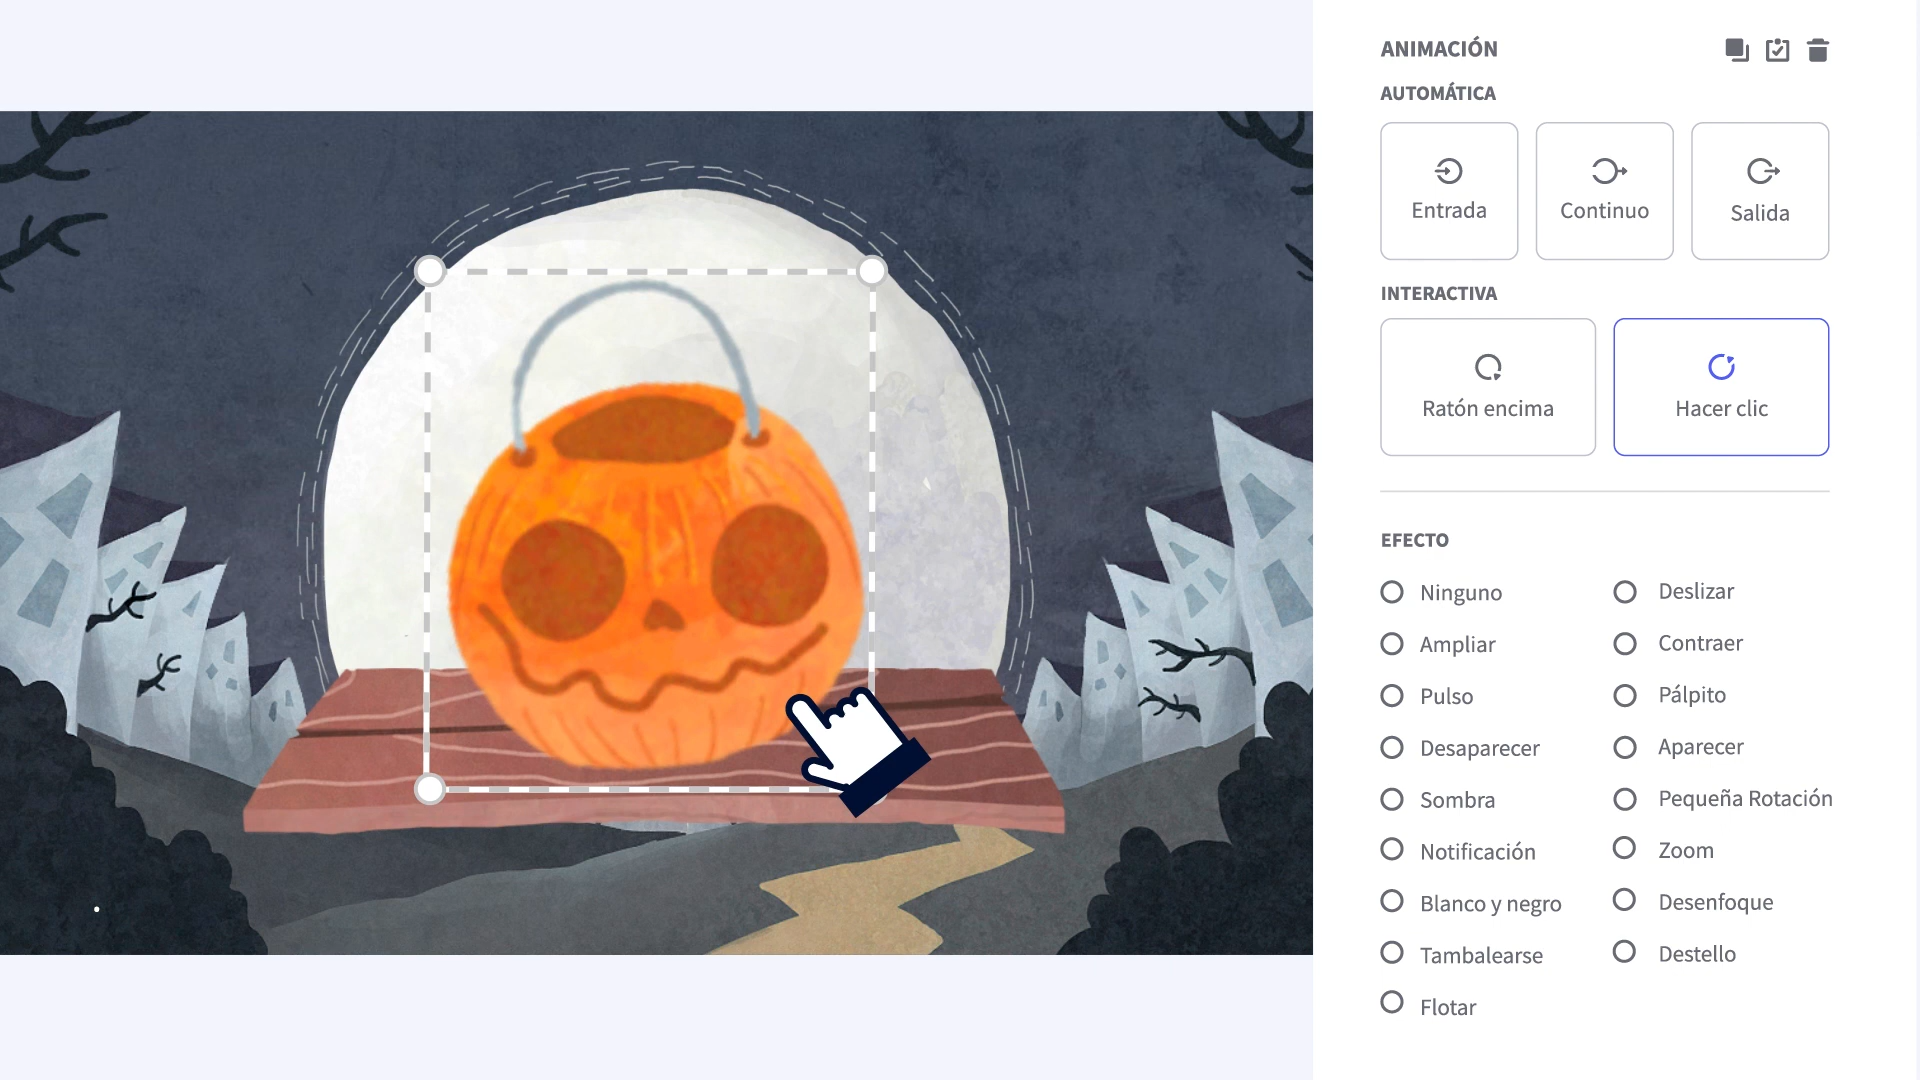 ANIMACIÓN
AUTOMÁTICA
Entrada
Continuo
Salida
INTERACTIVA
Ratón encima
Hacer clic
EFECTO
Ninguno
Deslizar
Ampliar
Contraer
Pulso
Pálpito
Desaparecer
Aparecer
Sombra
Pequeña Rotación
Notificación
Zoom
Blanco y negro
Desenfoque
Tambalearse
Destello
Flotar